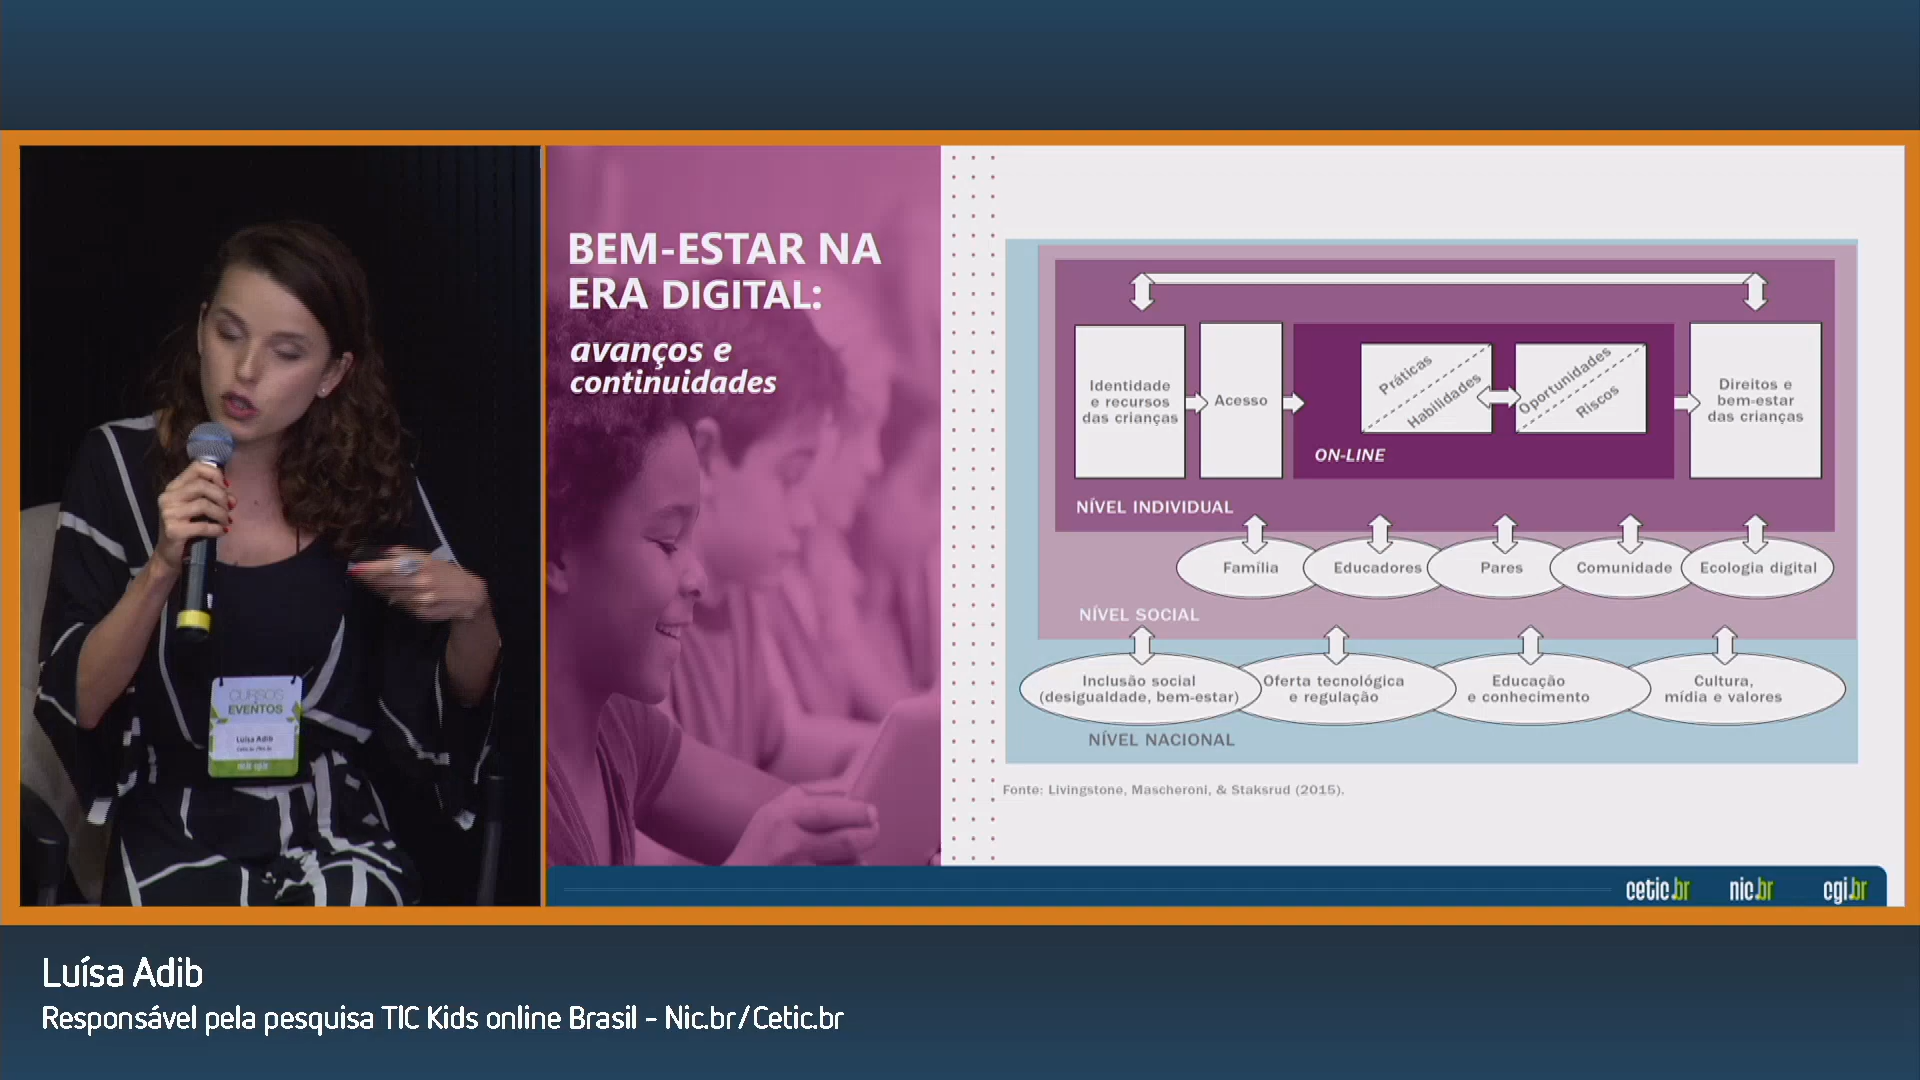 BEM-ESTAR NA
ERA DIGITAL:
avanços e
continuidades
Identidade
e recursos
das crianças
Acesso
Práticas
Habilidades
Oportunidades
Riscos
ON-LINE
Direitos e
bem-estar
das crianças
NÍVEL INDIVIDUAL
Família
Educadores
Pares
Comunidade
Ecologia digital
NÍVEL SOCIAL
Inclusão social
(desigualdade, bem-estar)
Oferta tecnológica
e regulação
Educação
e conhecimento
Cultura,
mídia e valores
NÍVEL NACIONAL
Fonte: Livingstone, Mascheroni, & Staksrud (2015).
cetic.br nic.br cgi.br
CURSOS
EVENTOS
Luísa Adib
Luísa Adib
Responsável pela pesquisa TIC Kids online Brasil - Nic.br/Cetic.br